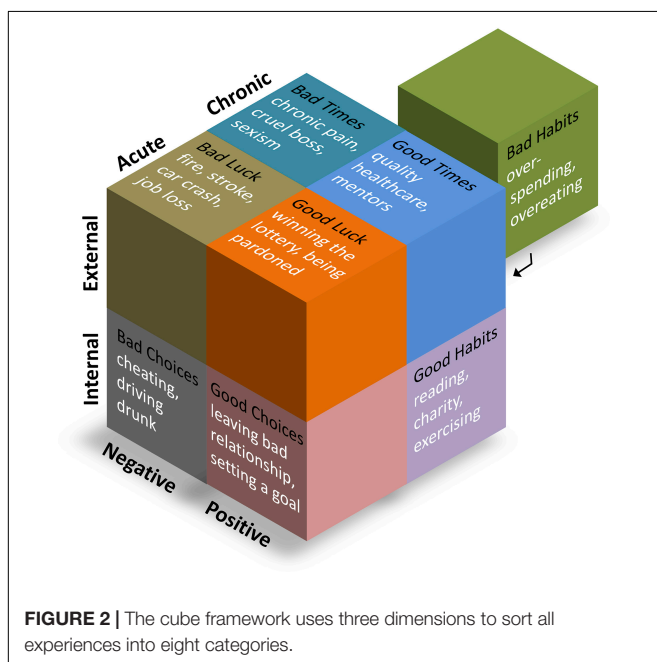 Chronic
Acute
External
Internal
Negative
Positive
Bad Times
chronic pain,
cruel boss,
sexism
Bad Luck
fire, stroke,
car crash,
job loss
Good Times
quality
healthcare,
mentors
Good Luck
winning the
lottery, being
pardoned
Bad Habits
over-
spending,
overeating
Bad Choices
cheating,
driving
drunk
Good Choices
leaving bad
relationship,
setting a goal
Good Habits
reading,
charity,
exercising
FIGURE 2 | The cube framework uses three dimensions to sort all
experiences into eight categories.